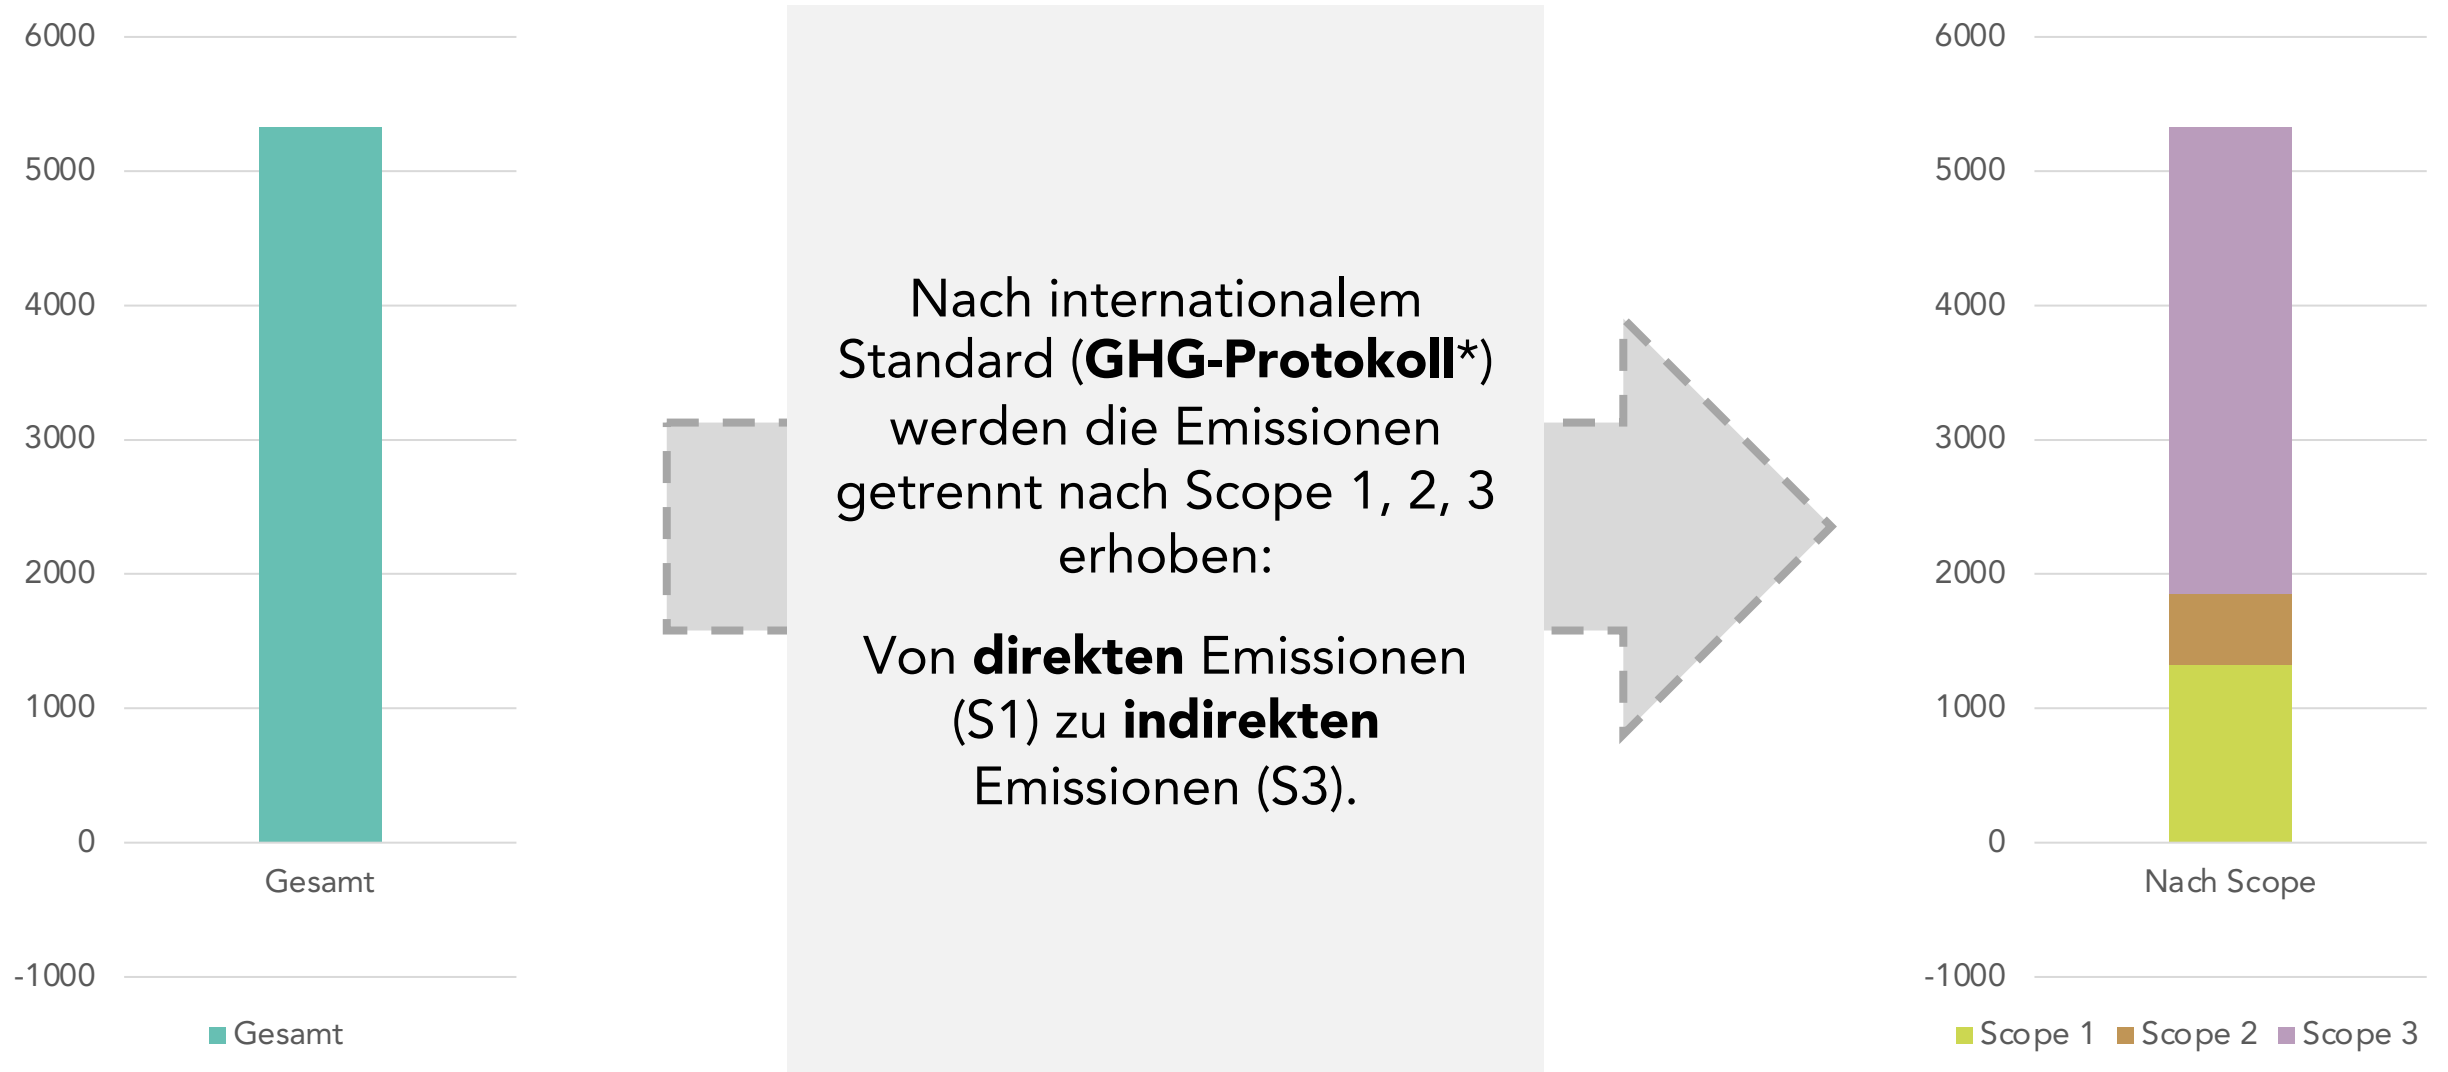 6000
5000
4000
3000
2000
1000
0
-1000
Gesamt
Gesamt
Nach internationalem
Standard (GHG-Protokoll*)
werden die Emissionen
getrennt nach Scope 1, 2, 3
erhoben:
Von direkten Emissionen
(S1) zu indirekten
Emissionen (S3).
6000
5000
4000
3000
2000
1000
0
-1000
Nach Scope
Scope 1 Scope 2 Scope 3